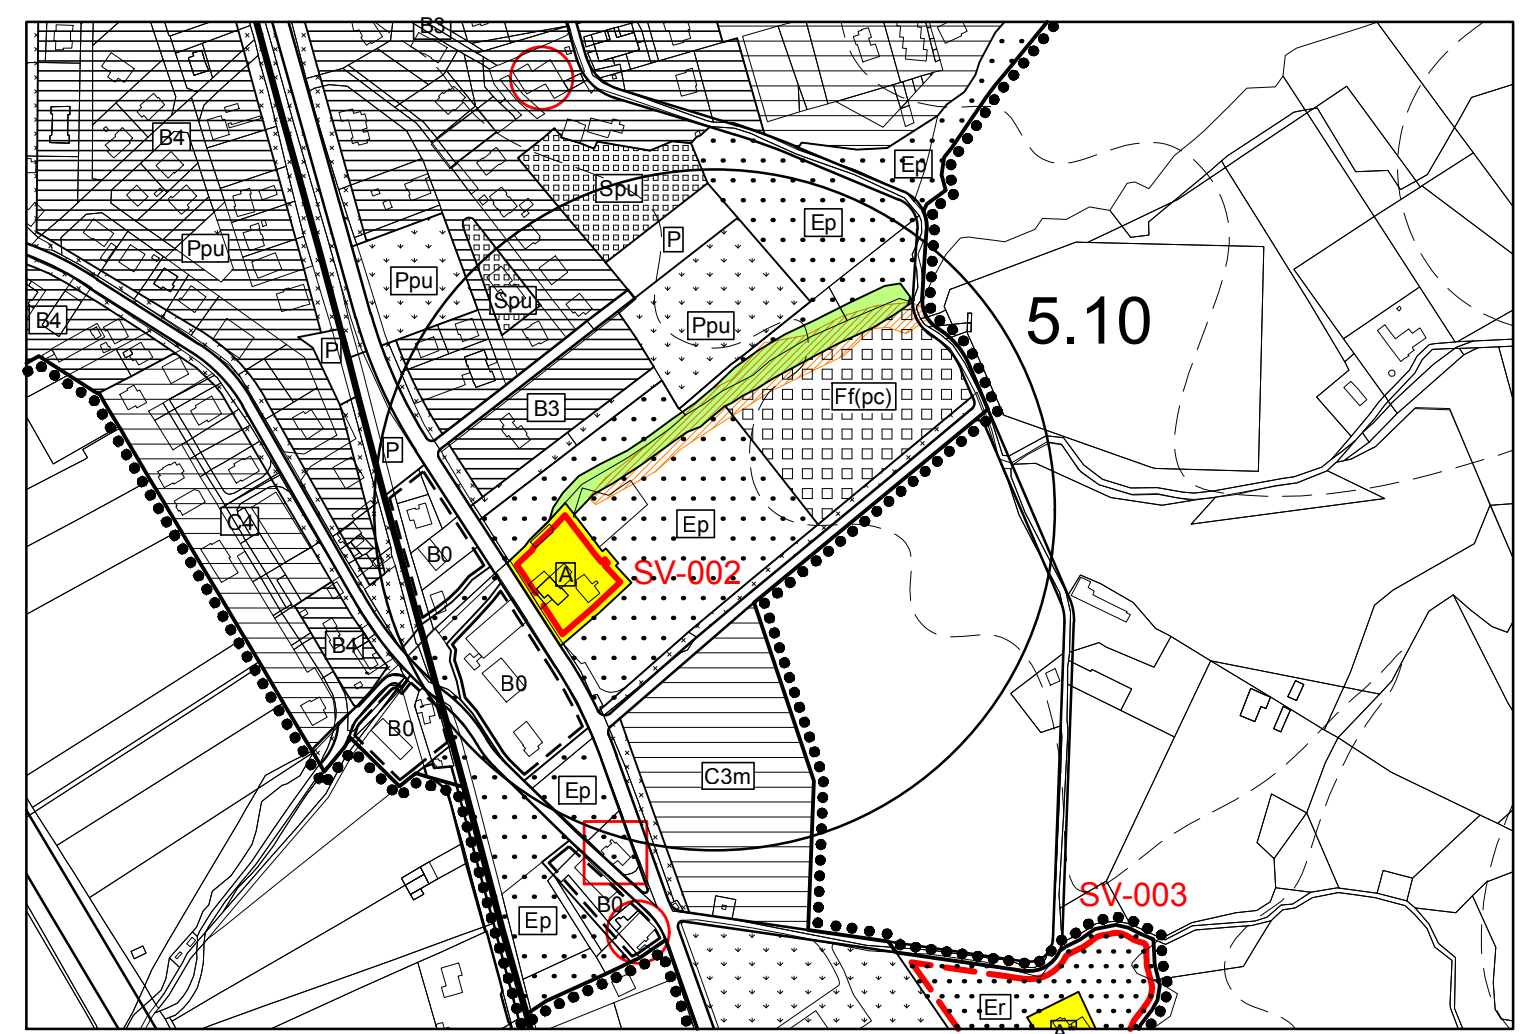 B3
B4
Ep
Spu
Ep
P
Ppu
Ppu
Spu
B4
Ppu
P
5.10
Ff(pc)
B3
P
C4
Ep
B0
A
SV-002
B4
B0
B0
C3m
Ep
SV-003
B0
Ep
Er
A